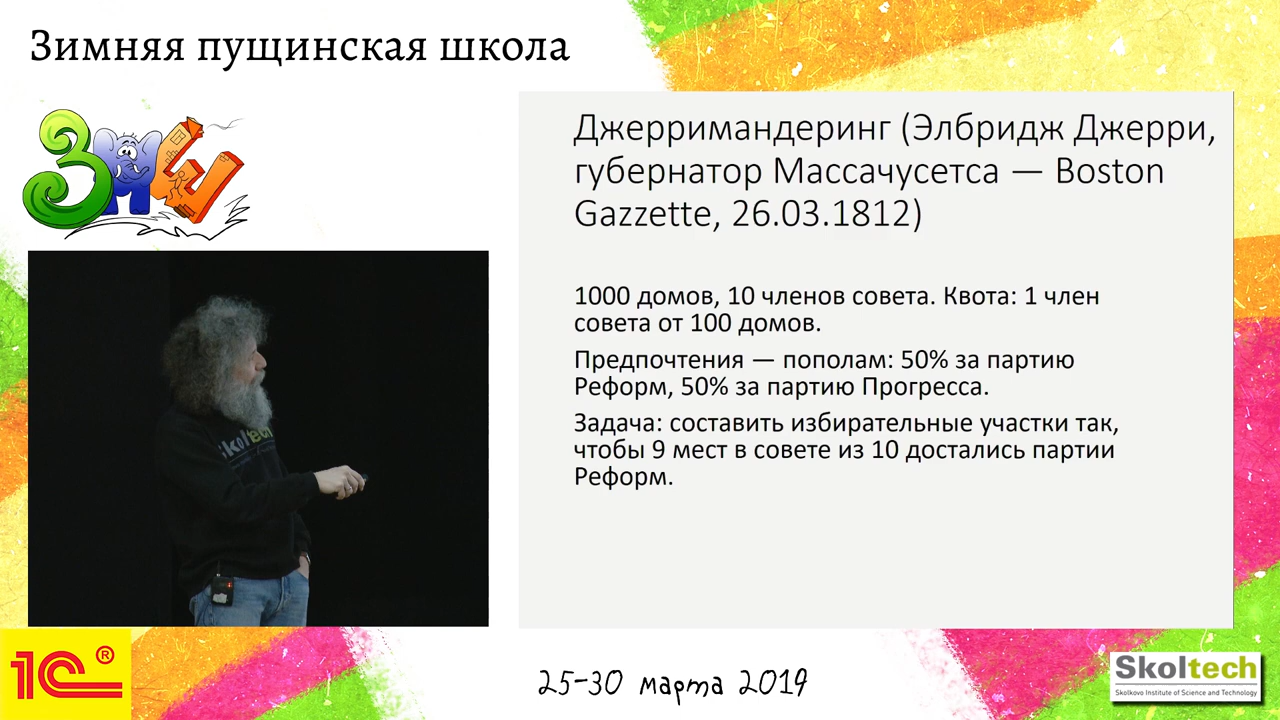 Зимняя пущинская школа
ЗПШ
Джерримандеринг (Элбридж Джерри,
губернатор Массачусетса — Boston
Gazzette, 26.03.1812)
1000 домов, 10 членов совета. Квота: 1 член
совета от 100 домов.
Предпочтения — пополам: 50% за партию
Реформ, 50% за партию Прогресса.
Задача: составить избирательные участки так,
чтобы 9 мест в совете из 10 достались партии
Реформ.
Skoltech
1С®
25-30 марта 2019
Skoltech
Skolkovo Institute of Science and Technology